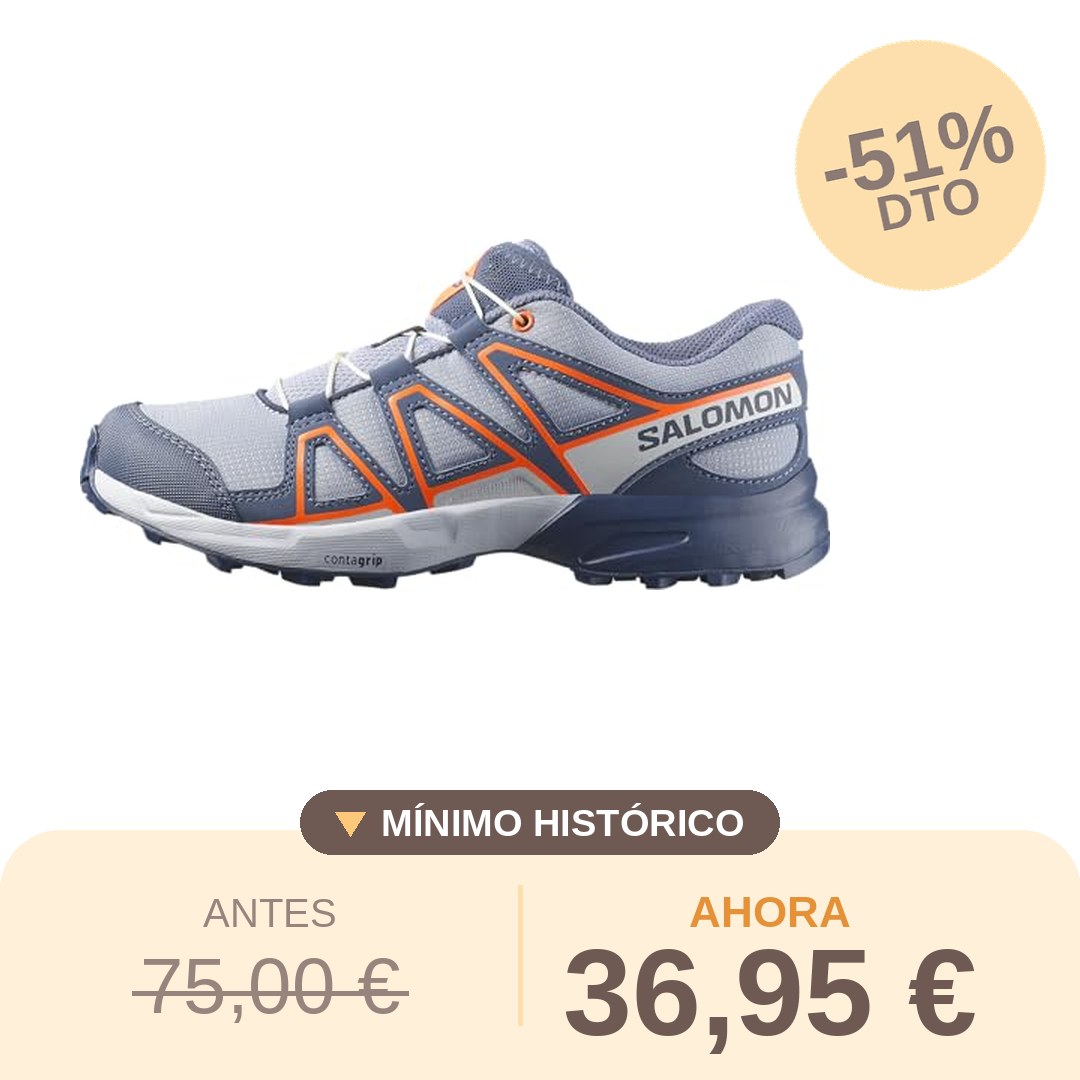 -51%
DTO
SALOMON
contagrip
MÍNIMO HISTÓRICO
ANTES
75,00 €
AHORA
36,95 €